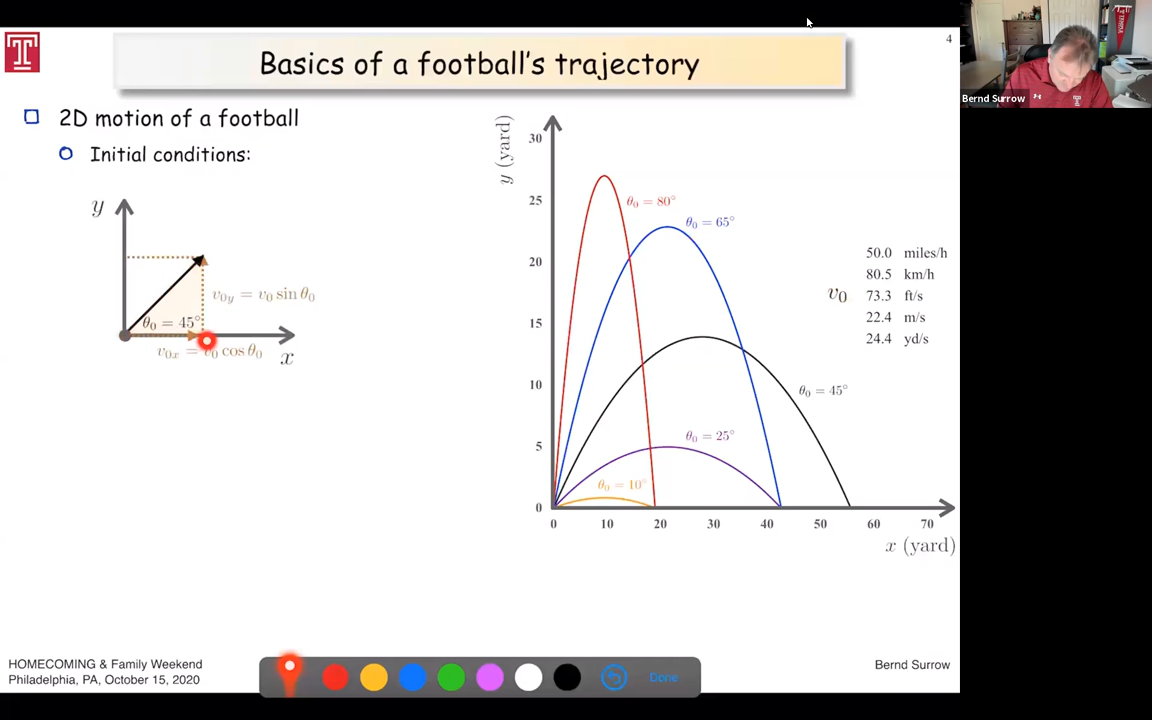 Basics of a football's trajectory
4
Bernd Surrow
2D motion of a football
Initial conditions:
y
v₀y = v₀ sin θ₀
θ₀ = 45°
v₀x = v₀ cos θ₀
x
y (yard)
30
25
20
15
10
5
0
θ₀ = 80°
θ₀ = 65°
θ₀ = 45°
θ₀ = 25°
θ₀ = 10°
v₀
50.0 miles/h
80.5 km/h
73.3 ft/s
22.4 m/s
24.4 yd/s
0 10 20 30 40 50 60 70
x (yard)
HOMECOMING & Family Weekend
Philadelphia, PA, October 15, 2020
Done
Bernd Surrow